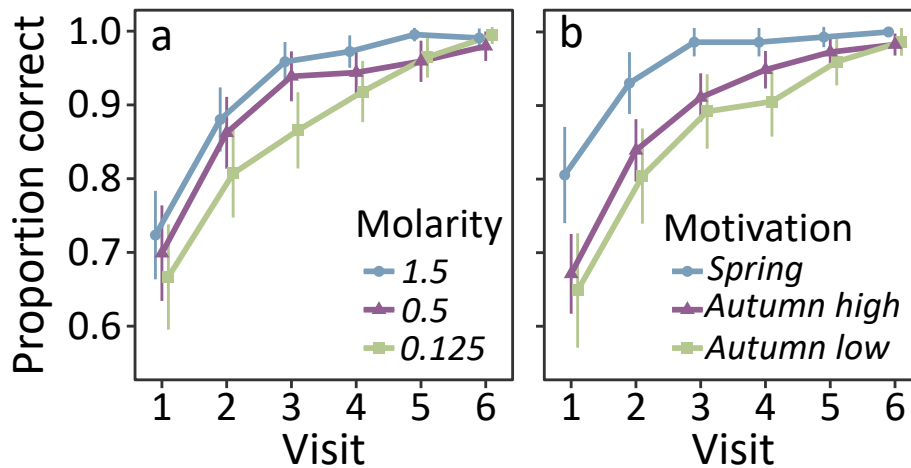 Proportion correct
1.0
0.9
0.8
0.7
0.6
a
Molarity
1.5
0.5
0.125
1 2 3 4 5 6
Visit
b
Motivation
Spring
Autumn high
Autumn low
1 2 3 4 5 6
Visit